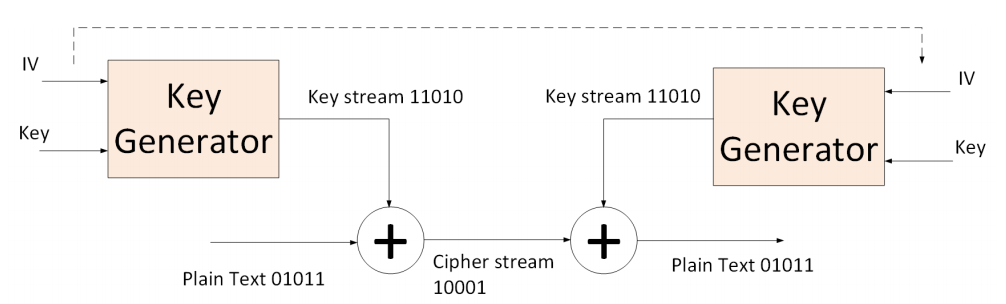 IV
Key
Key
Generator
Key stream 11010
Key stream 11010
Key
Generator
IV
Key
Plain Text 01011
Cipher stream
10001
Plain Text 01011